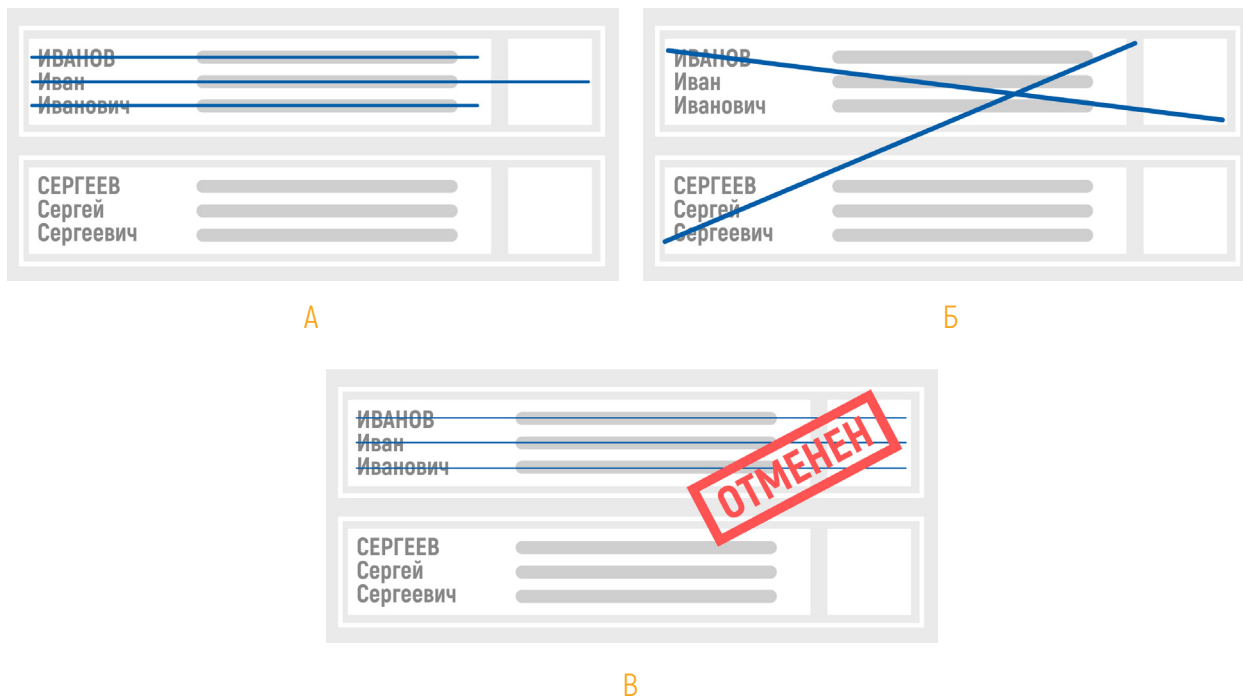 ИВАНОВ
Иван
Иванович
СЕРГЕЕВ
Сергей
Сергеевич
А
ИВАНОВ
Иван
Иванович
СЕРГЕЕВ
Сергей
Сергеевич
Б
ИВАНОВ
Иван
Иванович
ОТМЕНЕН
СЕРГЕЕВ
Сергей
Сергеевич
В